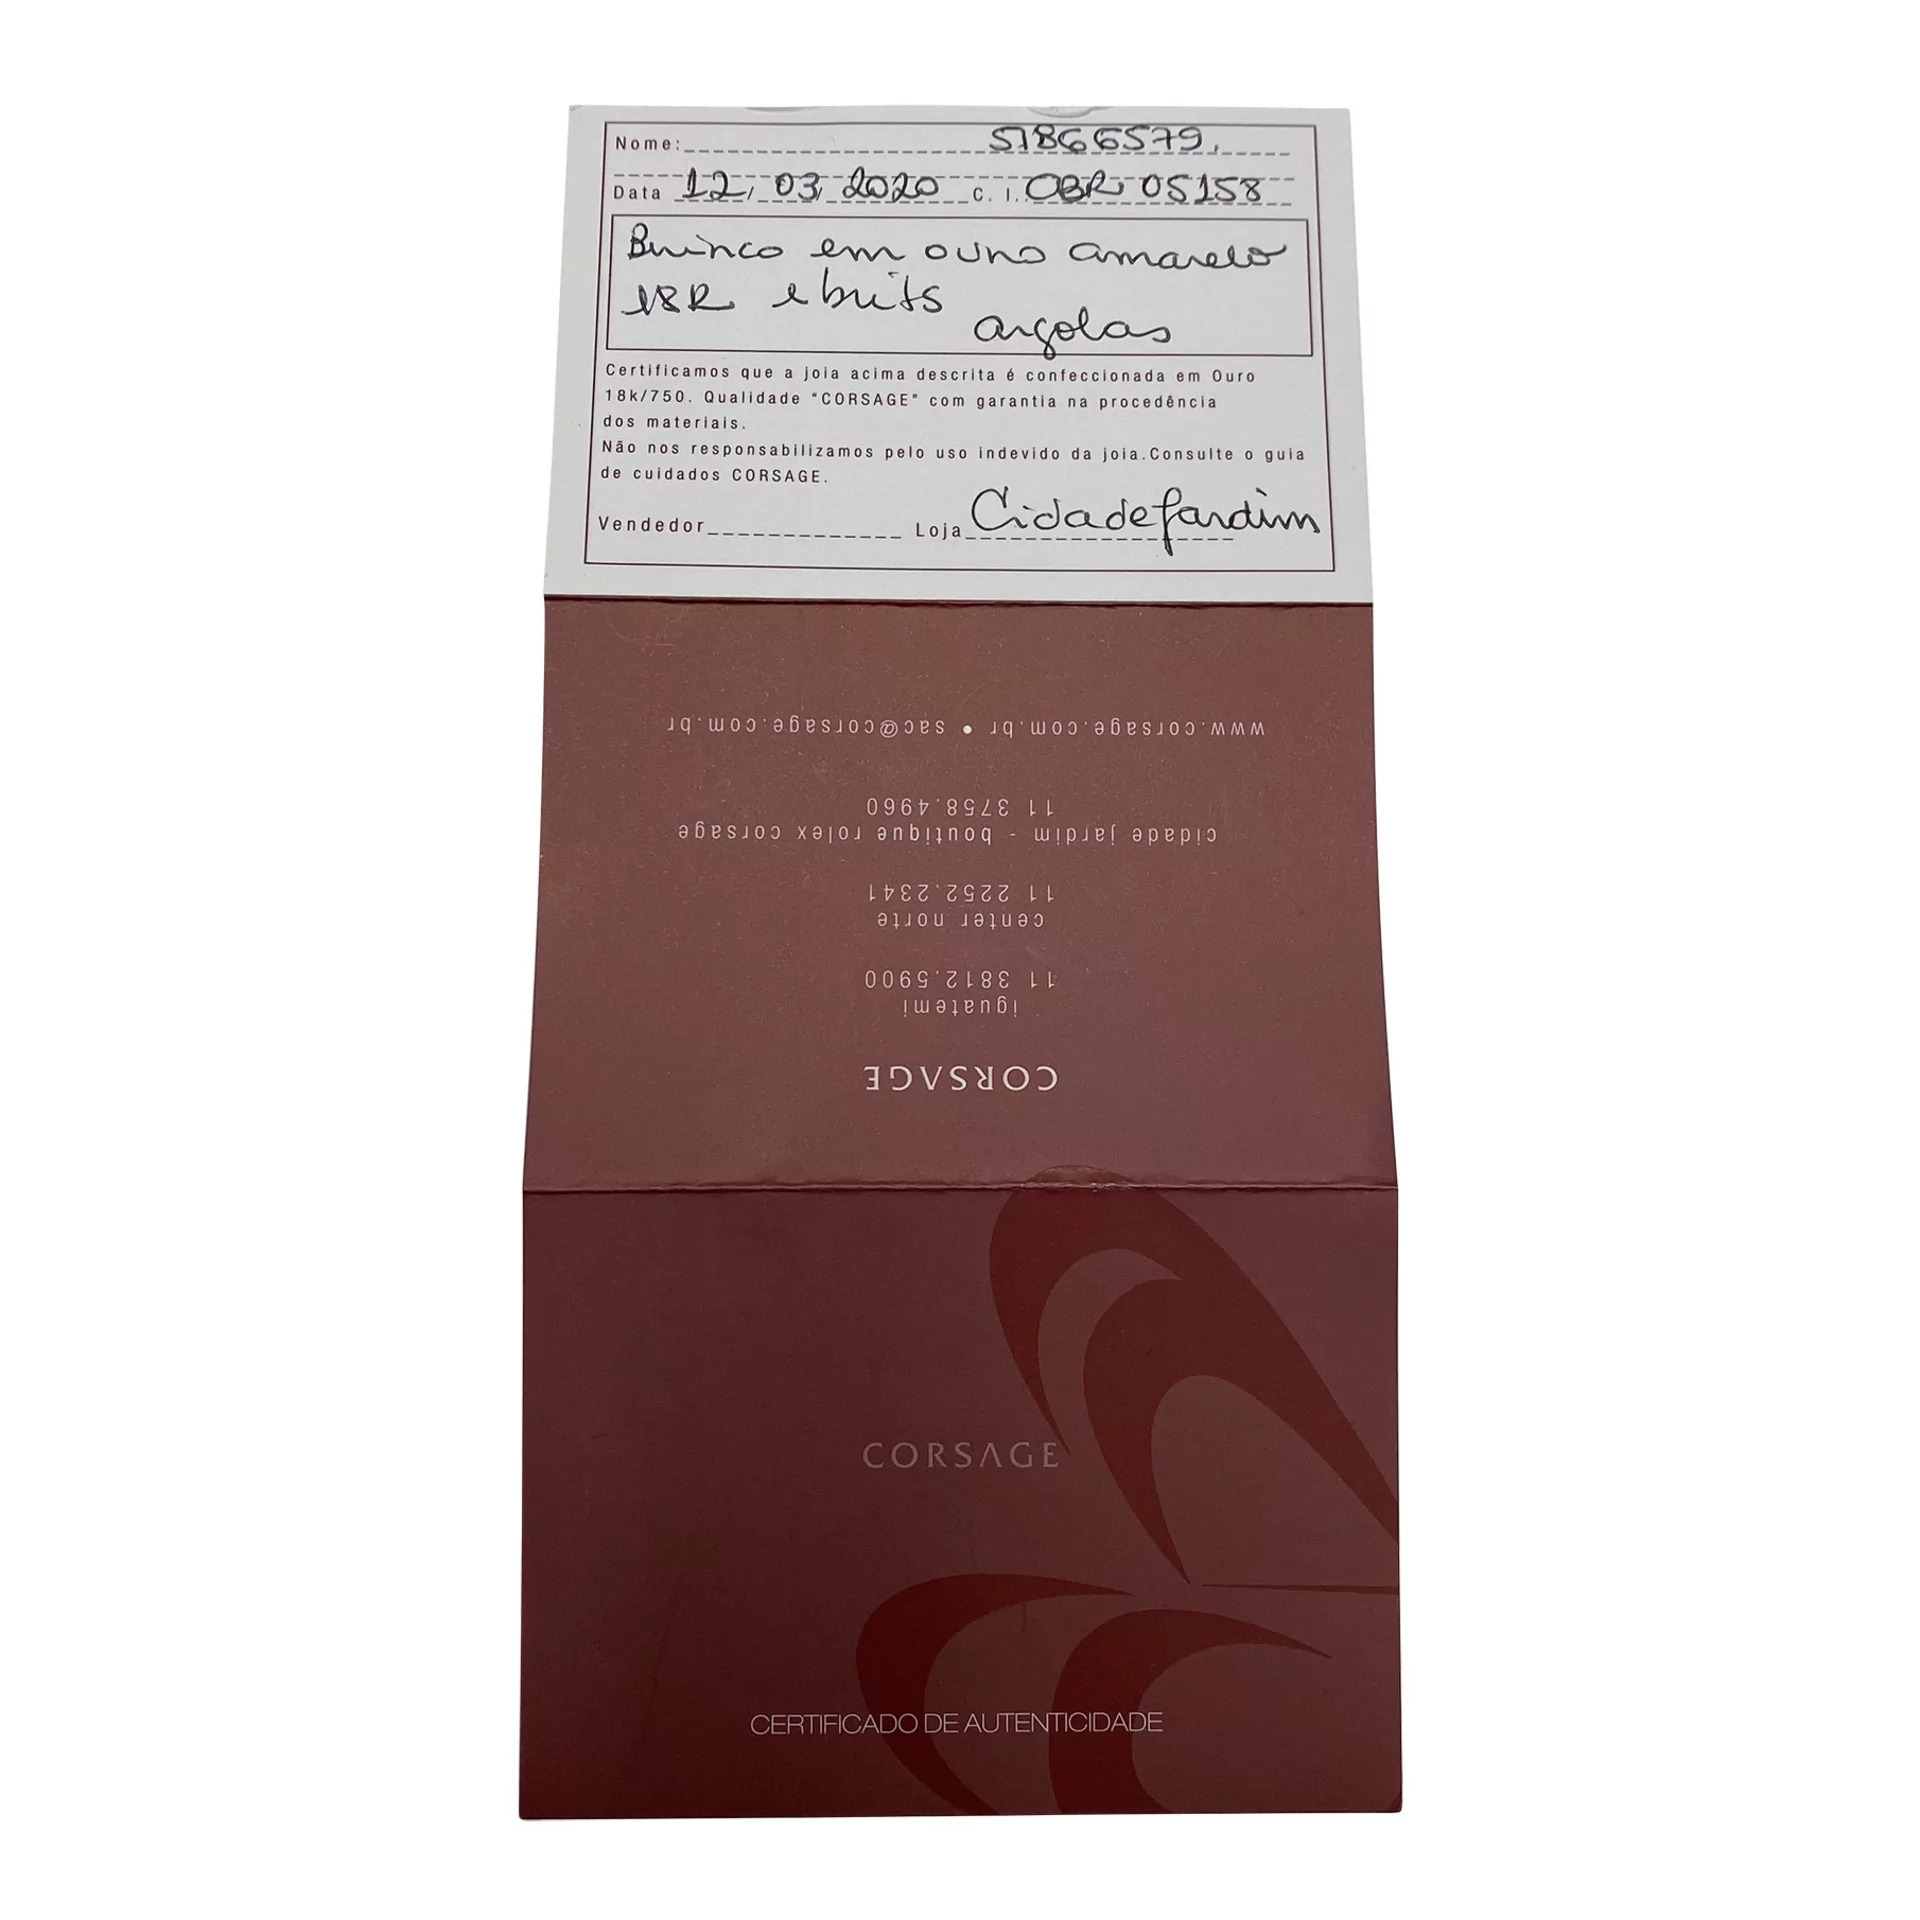 Nome: 51866579.
Data 12/03/2020 C. I.: OBR 05158
Brinco em ouro amarelo
18K e brits
argolas
Certificamos que a joia acima descrita é confeccionada em Ouro
18k/750. Qualidade "CORSAGE" com garantia na procedência
dos materiais.
Não nos responsabilizamos pelo uso indevido da joia.Consulte o guia
de cuidados CORSAGE.
Vendedor Loja Cidade Jardim
CORSAGE
iguatemi
11 3812.5900
center norte
11 2252.2341
cidade jardim - boutique rolex corsage
11 3758.4960
www.corsage.com.br • sac@corsage.com.br
CORSAGE
CERTIFICADO DE AUTENTICIDADE